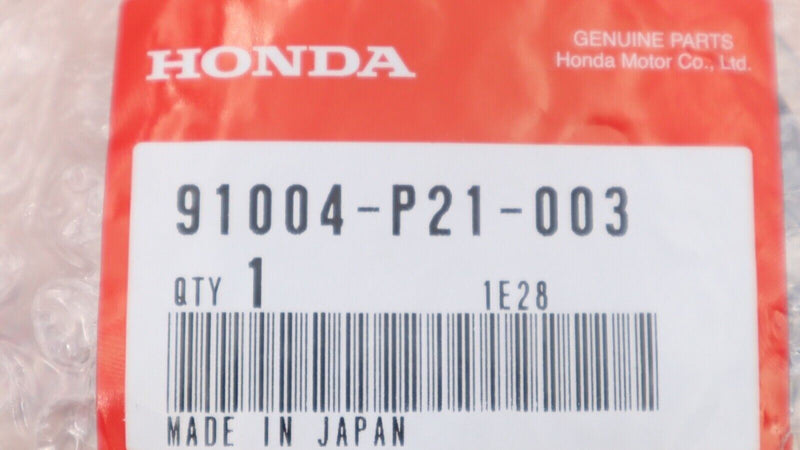 HONDA
GENUINE PARTS
Honda Motor Co., Ltd.
91004-P21-003
QTY 1 1E28
MADE IN JAPAN